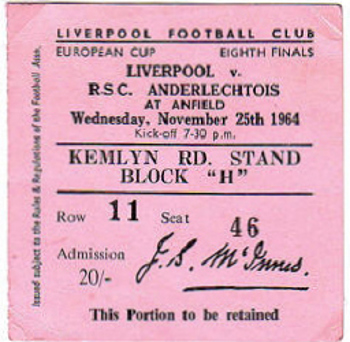 LIVERPOOL FOOTBALL CLUB
EUROPEAN CUP EIGHTH FINALS
LIVERPOOL v.
R.S.C. ANDERLECHTOIS
AT ANFIELD
Wednesday, November 25th 1964
Kick-off 7-30 p.m.
KEMLYN RD. STAND
BLOCK "H"
Row 11 Seat 46
Admission
20/-
J. S. McInnes.
This Portion to be retained
Issued subject to the Rules & Regulations of the Football Assn.